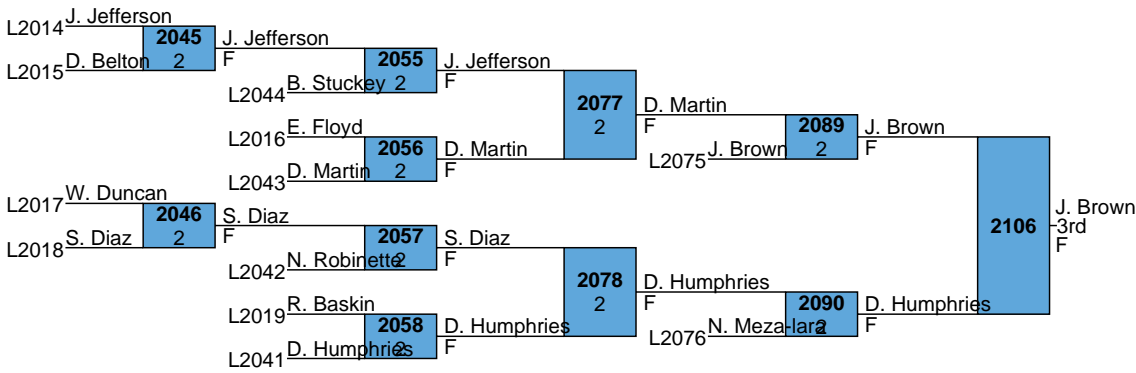 J. Jefferson
L2014
2045
J. Jefferson
D. Belton
2
F
2055
J. Jefferson
L2015
B. Stuckey
2
F
L2044
2077
D. Martin
E. Floyd
2
F
2089
J. Brown
L2016
2056
D. Martin
J. Brown
2
F
D. Martin
2
F
L2075
L2043
W. Duncan
L2017
2046
S. Diaz
J. Brown
S. Diaz
2
F
2057
S. Diaz
2106
3rd
L2018
N. Robinette
2
F
F
L2042
2078
D. Humphries
R. Baskin
2
F
2090
D. Humphries
L2019
2058
D. Humphries
N. Meza-lara
2
F
D. Humphries
2
F
L2076
L2041